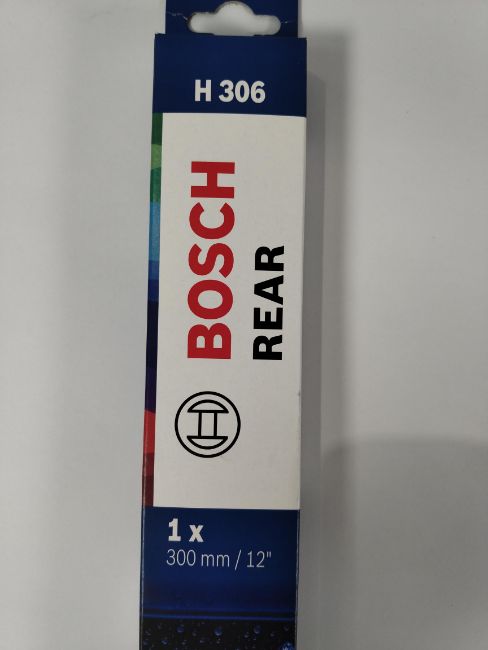 H 306
BOSCH
REAR
1 x
300 mm / 12"